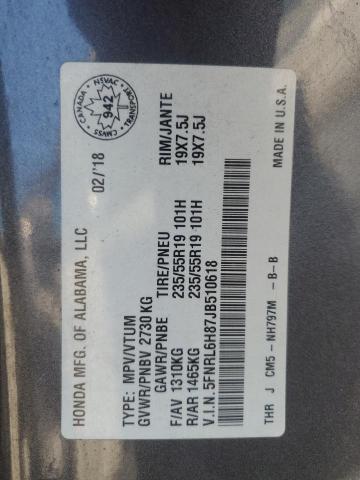 HONDA MFG. OF ALABAMA, LLC 02/'18
CANADA NSVAC TRANSPORT CMVSS 942
TYPE: MPV/VTUM
GVWR/PNBV 2730 KG
GAWR/PNBE TIRE/PNEU RIM/JANTE
F/AV 1310KG 235/55R19 101H 19X7.5J
R/AR 1465KG 235/55R19 101H 19X7.5J
V.I.N. 5FNRL6H87JB510618
THR J CM5 - NH797M - B-B MADE IN U.S.A.